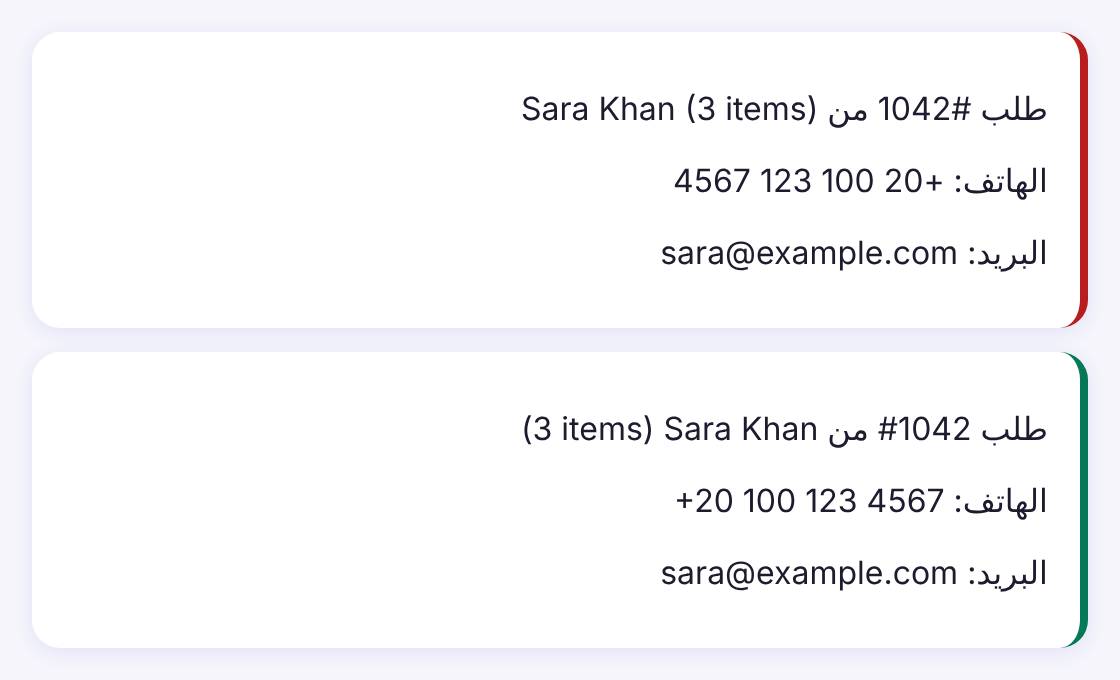 طلب #1042 من Sara Khan (3 items)
الهاتف: +20 100 123 4567
البريد: sara@example.com
طلب ⁦#1042⁩ من ⁦Sara Khan⁩ ⁦(3 items)⁩
الهاتف: ⁦+20 100 123 4567⁩
البريد: sara@example.com